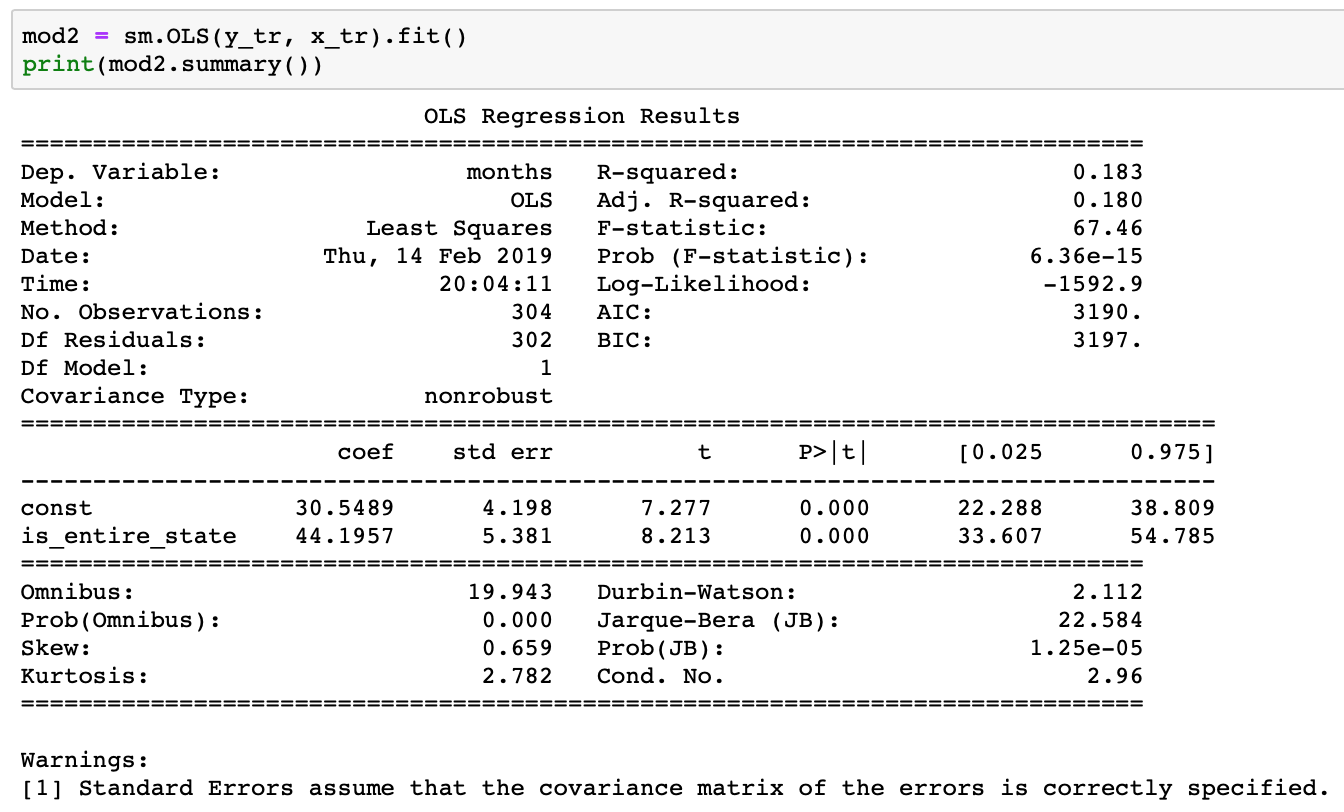 mod2 = sm.OLS(y_tr, x_tr).fit()
print(mod2.summary())
OLS Regression Results
==============================================================================
Dep. Variable: months R-squared: 0.183
Model: OLS Adj. R-squared: 0.180
Method: Least Squares F-statistic: 67.46
Date: Thu, 14 Feb 2019 Prob (F-statistic): 6.36e-15
Time: 20:04:11 Log-Likelihood: -1592.9
No. Observations: 304 AIC: 3190.
Df Residuals: 302 BIC: 3197.
Df Model: 1
Covariance Type: nonrobust
===================================================================================
coef std err t P>|t| [0.025 0.975]
-----------------------------------------------------------------------------------
const 30.5489 4.198 7.277 0.000 22.288 38.809
is_entire_state 44.1957 5.381 8.213 0.000 33.607 54.785
==============================================================================
Omnibus: 19.943 Durbin-Watson: 2.112
Prob(Omnibus): 0.000 Jarque-Bera (JB): 22.584
Skew: 0.659 Prob(JB): 1.25e-05
Kurtosis: 2.782 Cond. No. 2.96
==============================================================================
Warnings:
[1] Standard Errors assume that the covariance matrix of the errors is correctly specified.